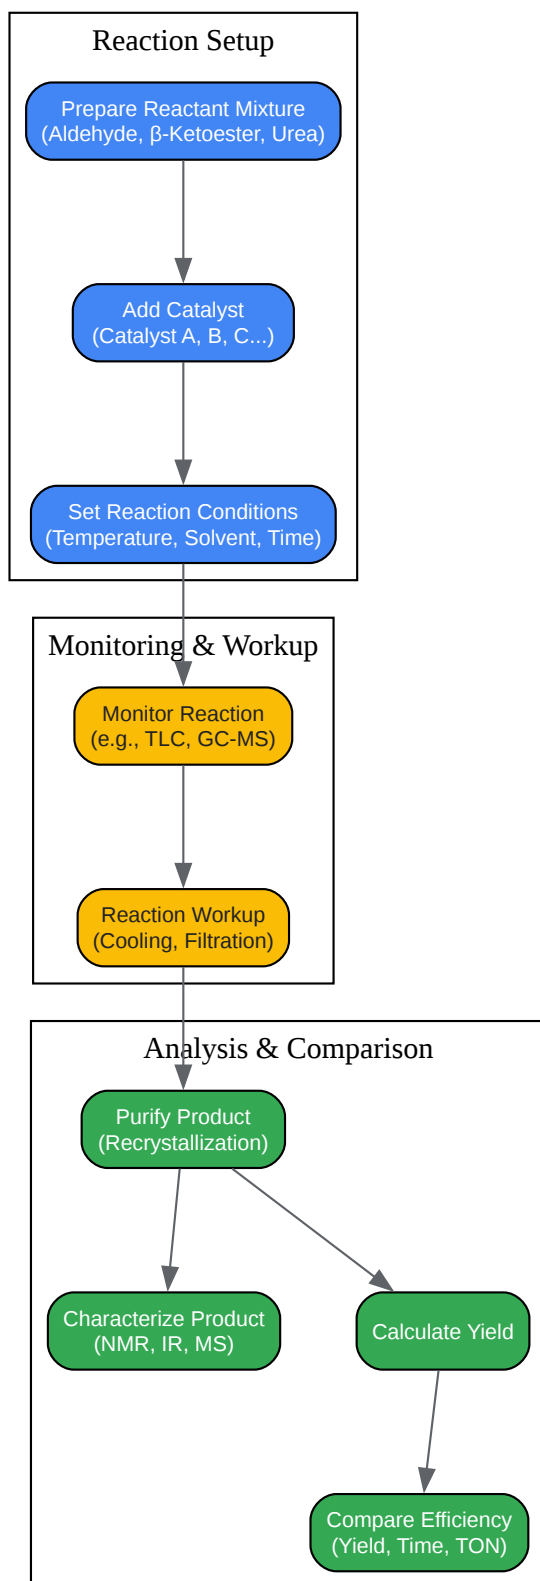 Reaction Setup
Prepare Reactant Mixture
(Aldehyde, β-Ketoester, Urea)
Add Catalyst
(Catalyst A, B, C...)
Set Reaction Conditions
(Temperature, Solvent, Time)
Monitoring & Workup
Monitor Reaction
(e.g., TLC, GC-MS)
Reaction Workup
(Cooling, Filtration)
Analysis & Comparison
Purify Product
(Recrystallization)
Characterize Product
(NMR, IR, MS)
Calculate Yield
Compare Efficiency
(Yield, Time, TON)